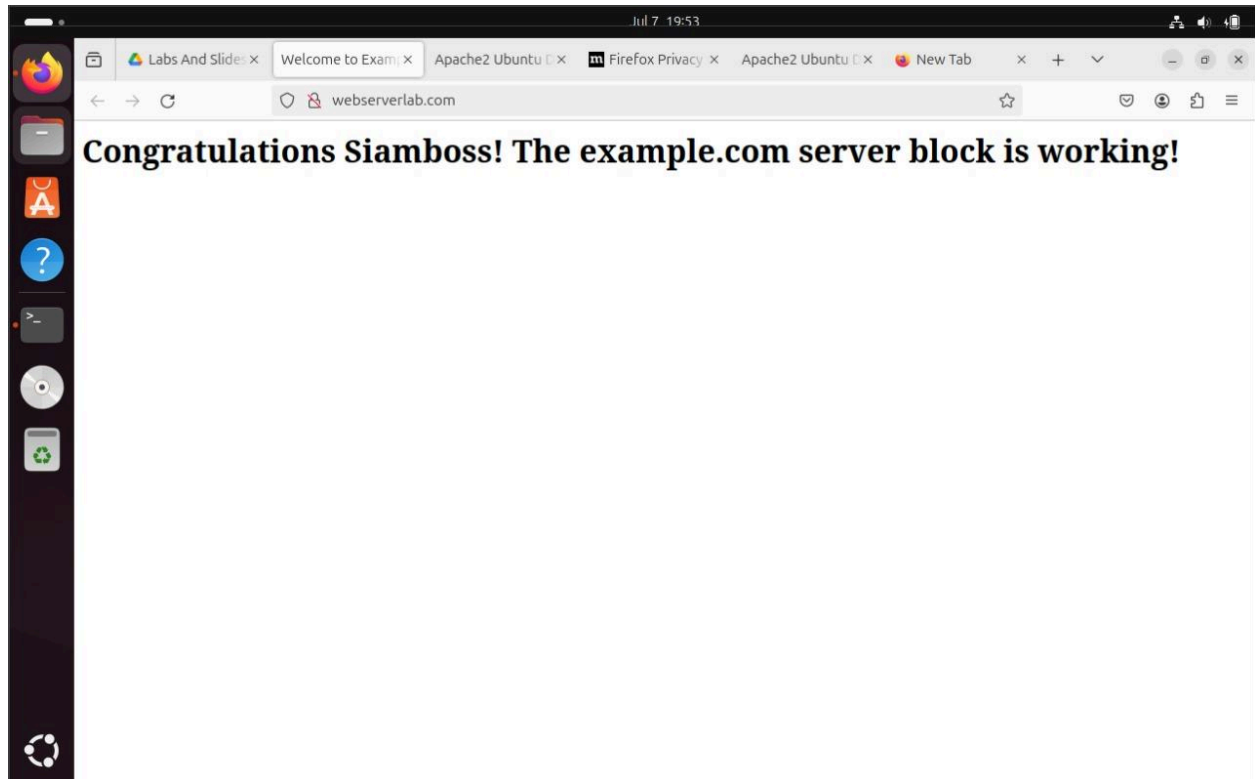 Jul 7 19:53
Labs And Slides
Welcome to Exam
Apache2 Ubuntu D
m Firefox Privacy
Apache2 Ubuntu D
New Tab
webserverlab.com
Congratulations Siamboss! The example.com server block is working!